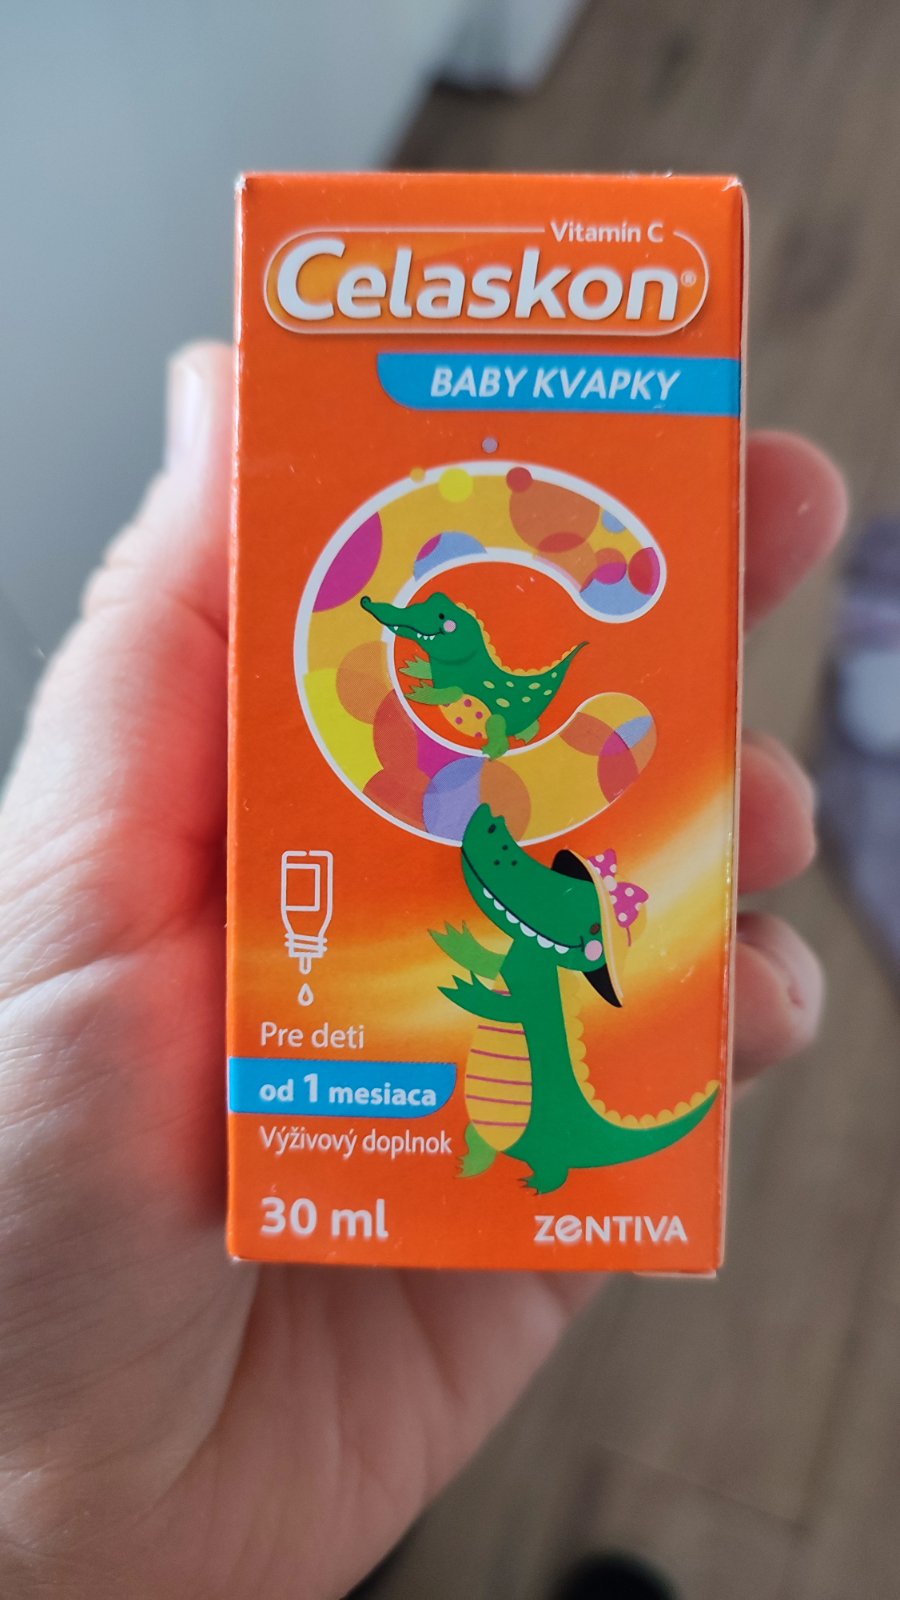 Vitamín C
Celaskon®
BABY KVAPKY
Pre deti
od 1 mesiaca
Výživový doplnok
30 ml
ZENTIVA